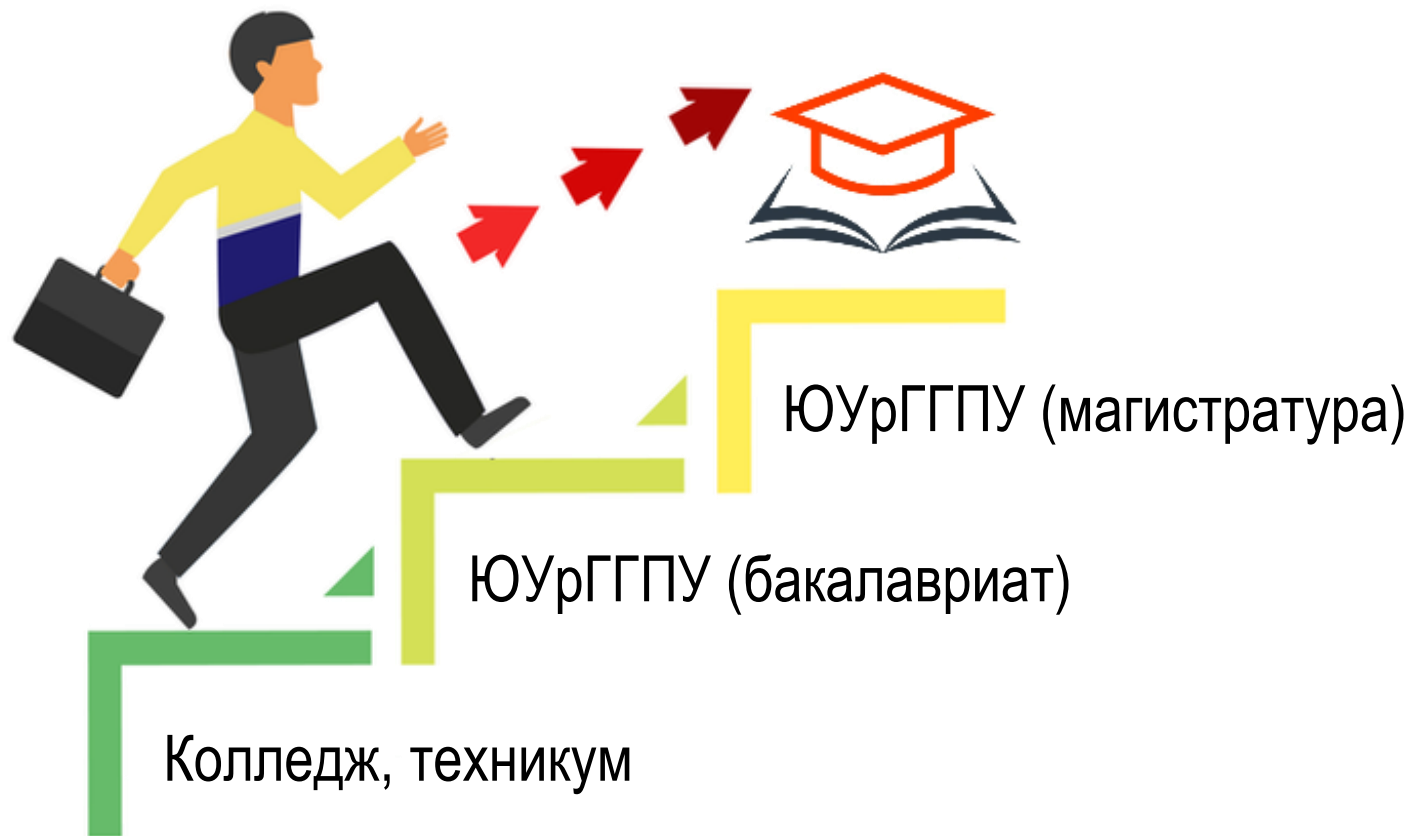 ЮУрГГПУ (магистратура)
ЮУрГГПУ (бакалавриат)
Колледж, техникум